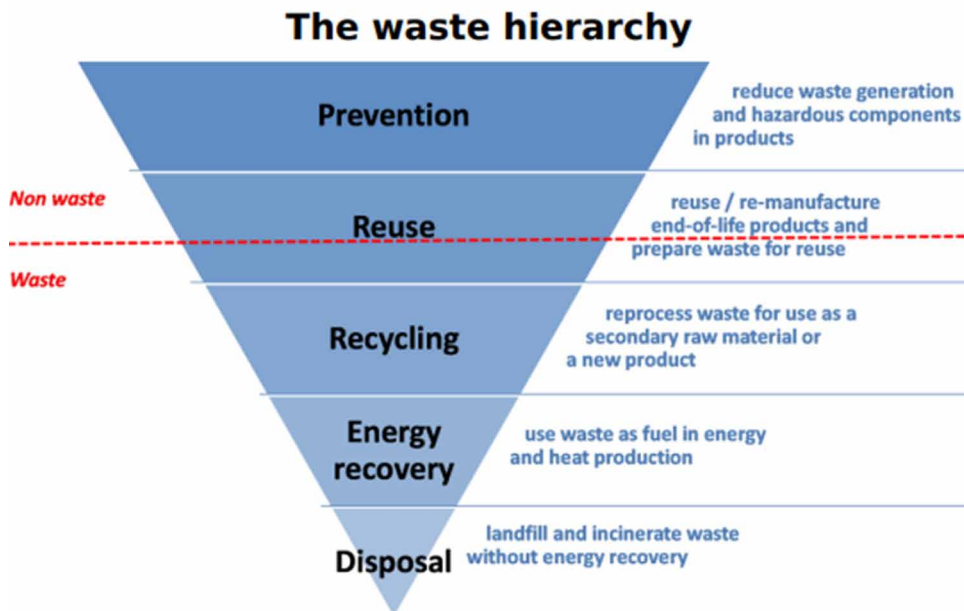 The waste hierarchy
Prevention
reduce waste generation
and hazardous components
in products
Non waste
Reuse
reuse / re-manufacture
end-of-life products and
prepare waste for reuse
Waste
Recycling
reprocess waste for use as a
secondary raw material or
a new product
Energy
recovery
use waste as fuel in energy
and heat production
Disposal
landfill and incinerate waste
without energy recovery